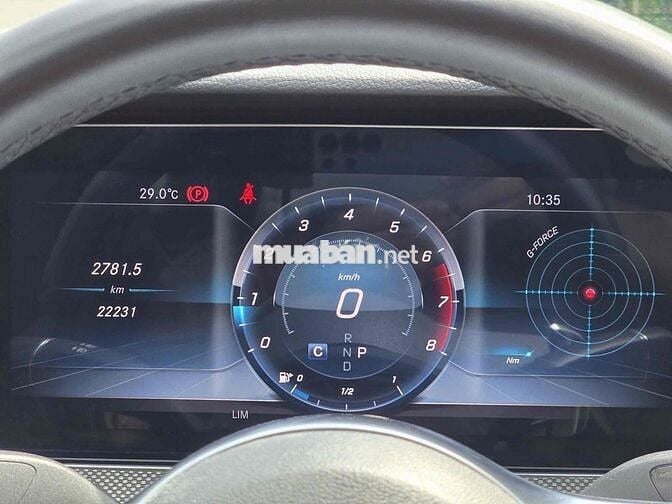 29.0°C
P
10:35
G-FORCE
2781.5
km
22231
0
1
3
4
5
6
7
8
muaban.net
km/h
0
R
N
D
C
P
0
1/2
1
Nm
LIM